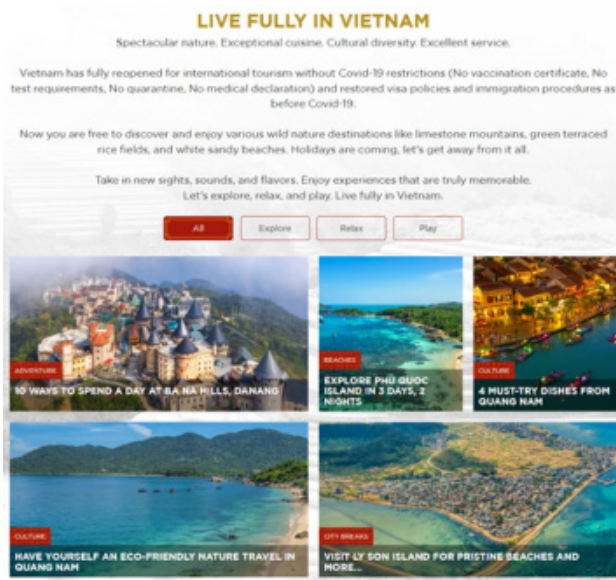 LIVE FULLY IN VIETNAM
Spectacular nature. Exceptional cuisine. Cultural diversity. Excellent service.
Vietnam has fully reopened for international tourism without Covid-19 restrictions (No vaccination certificate, No
test requirements, No quarantine, No medical declaration) and restored visa policies and immigration procedures as
before Covid-19.
Now you are free to discover and enjoy various wild nature destinations like limestone mountains, green terraced
rice fields, and white sandy beaches. Holidays are coming, let's get away from it all.
Take in new sights, sounds, and flavors. Enjoy experiences that are truly memorable.
Let's explore, relax, and play. Live fully in Vietnam.
All
Explore
Relax
Play
ADVENTURE
10 WAYS TO SPEND A DAY AT BA NA HILLS, DANANG
BEACHES
EXPLORE PHU QUOC
ISLAND IN 3 DAYS, 2
NIGHTS
CULTURE
4 MUST-TRY DISHES FROM
QUANG NAM
CULTURE
HAVE YOURSELF AN ECO-FRIENDLY NATURE TRAVEL IN
QUANG NAM
CITY BREAKS
VISIT LY SON ISLAND FOR PRISTINE BEACHES AND
MORE...